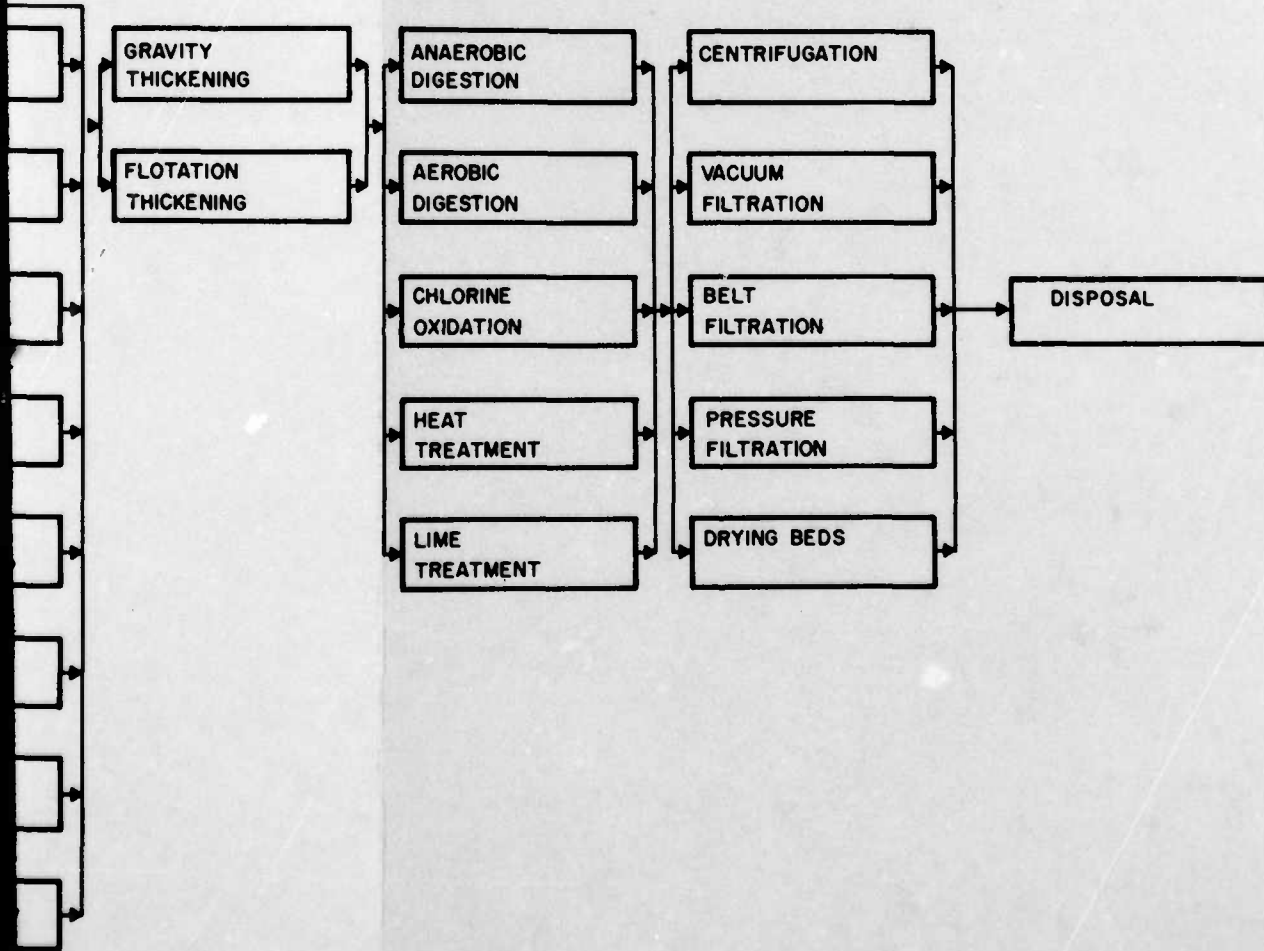 GRAVITY
THICKENING
FLOTATION
THICKENING
ANAEROBIC
DIGESTION
AEROBIC
DIGESTION
CHLORINE
OXIDATION
HEAT
TREATMENT
LIME
TREATMENT
CENTRIFUGATION
VACUUM
FILTRATION
BELT
FILTRATION
PRESSURE
FILTRATION
DRYING BEDS
DISPOSAL